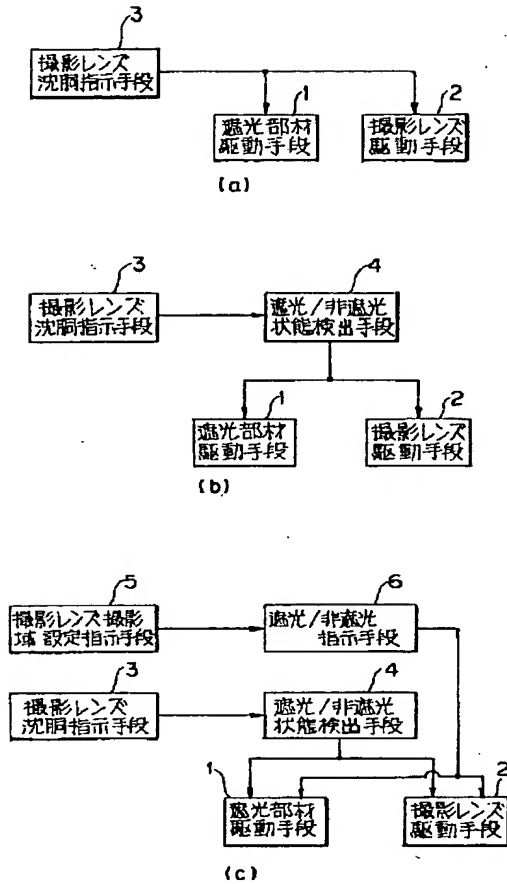 3
撮影レンズ
沈胴指示手段
1
遮光部材
駆動手段
2
撮影レンズ
駆動手段
(a)
3
撮影レンズ
沈胴指示手段
4
遮光/非遮光
状態検出手段
1
遮光部材
駆動手段
2
撮影レンズ
駆動手段
(b)
5
撮影レンズ撮影
域設定指示手段
6
遮光/非遮光
指示手段
3
撮影レンズ
沈胴指示手段
4
遮光/非遮光
状態検出手段
1
遮光部材
駆動手段
2
撮影レンズ
駆動手段
(c)